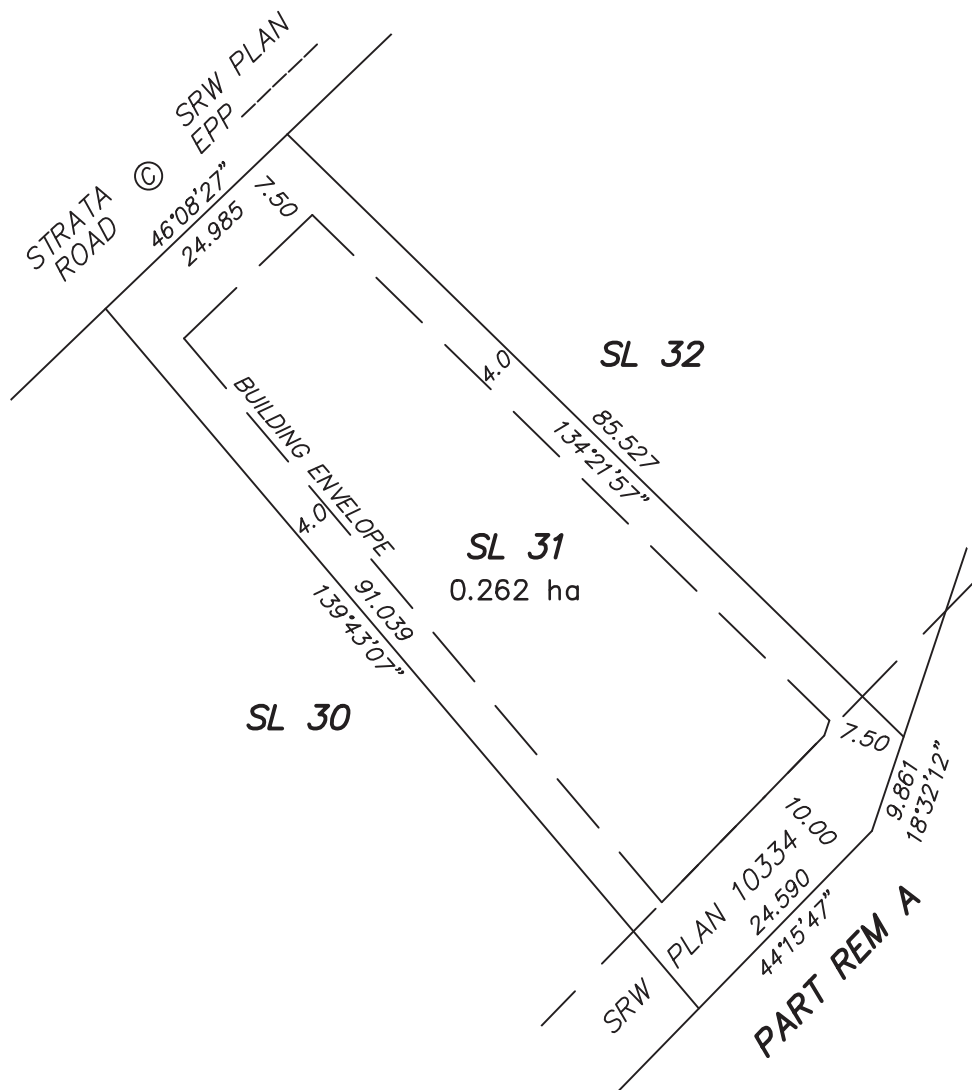 SRW PLAN
EPP
STRATA
ROAD
C
46°08'27"
24.985
7.50
SL 32
4.0
85.527
134°21'57"
BUILDING ENVELOPE
4.0
SL 31
0.262 ha
91.039
139°43'07"
SL 30
7.50
9.861
18°32'12"
10.00
SRW PLAN 10334
24.590
44°15'47"
PART REM A